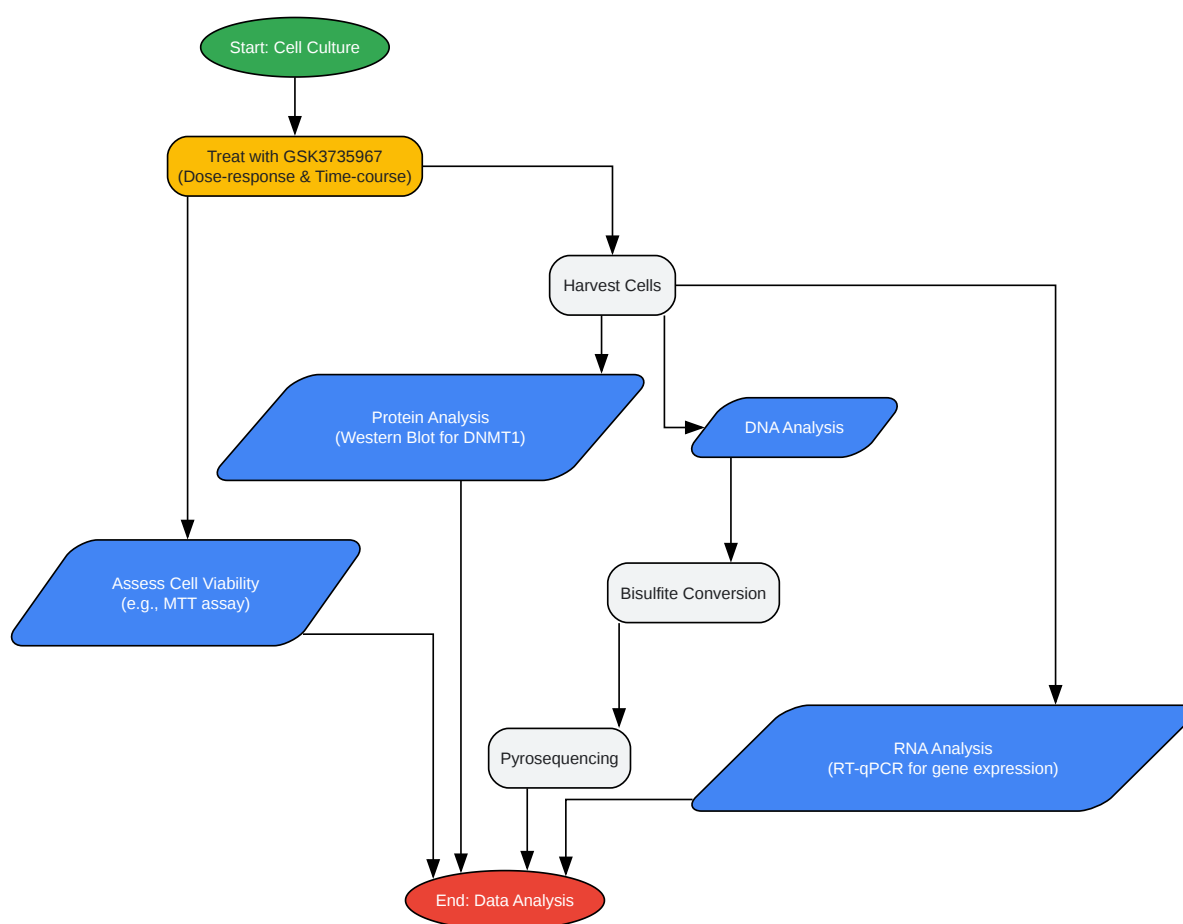 Start: Cell Culture
Treat with GSK3735967
(Dose-response & Time-course)
Harvest Cells
Protein Analysis
(Western Blot for DNMT1)
DNA Analysis
Assess Cell Viability
(e.g., MTT assay)
Bisulfite Conversion
Pyrosequencing
RNA Analysis
(RT-qPCR for gene expression)
End: Data Analysis